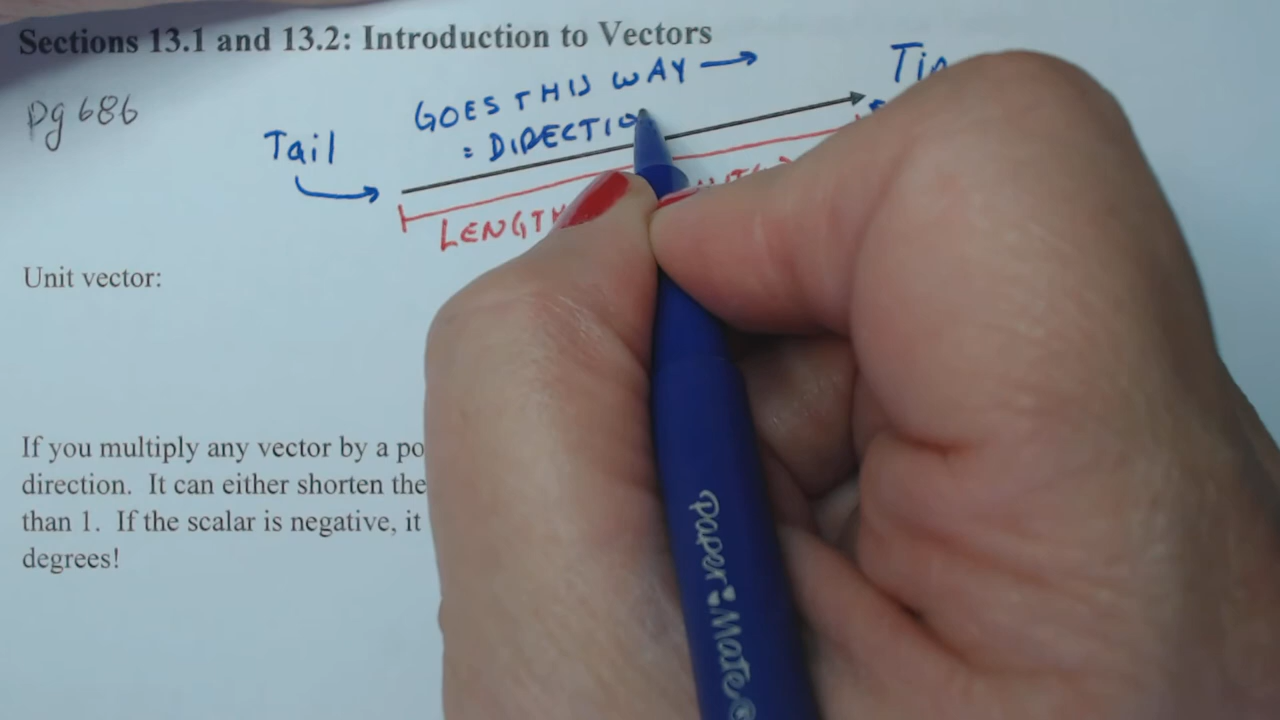 Sections 13.1 and 13.2: Introduction to Vectors
pg 686
GOES THIS WAY →
Tip
Tail
= DIRECTIO
LENGTH
Unit vector:
If you multiply any vector by a po
direction. It can either shorten the
than 1. If the scalar is negative, it
degrees!
Paper Mate